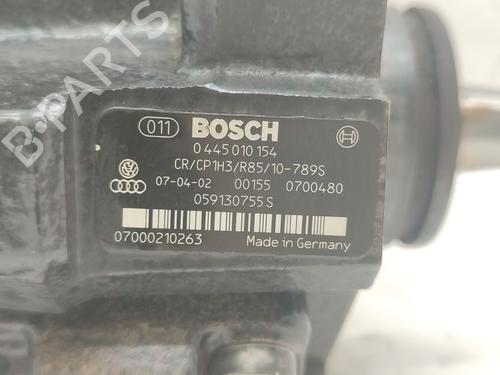 B-PARTS
011 BOSCH
0 445 010 154
CR/CP1H3/R85/10-789S
07-04-02 00155 0700480
059130755 S
07000210263 Made in Germany